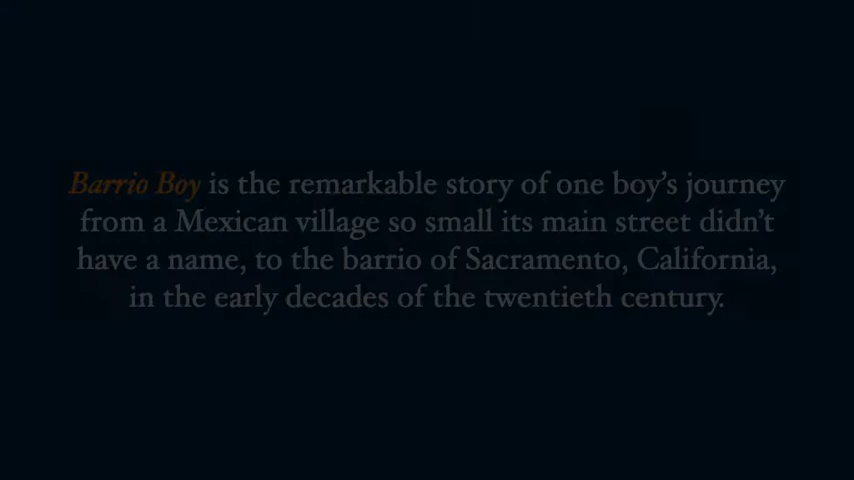 Barrio Boy is the remarkable story of one boy's journey
from a Mexican village so small its main street didn't
have a name, to the barrio of Sacramento, California,
in the early decades of the twentieth century.